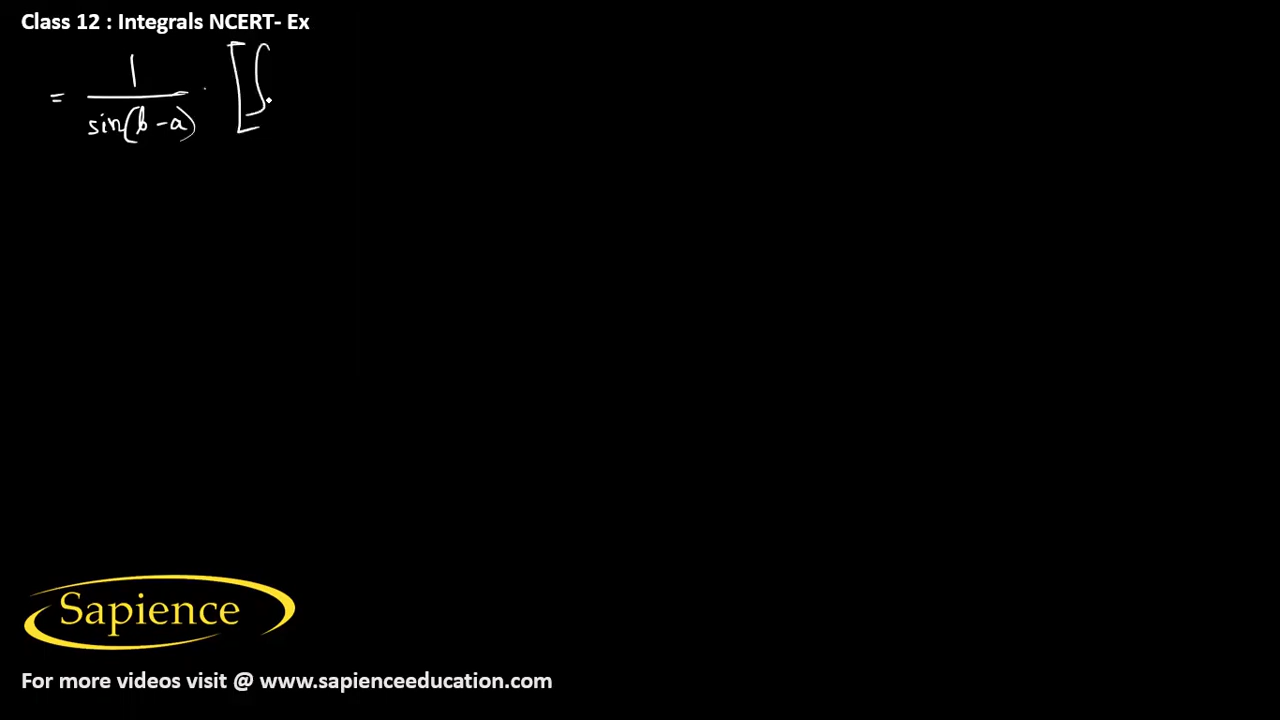 Class 12 : Integrals NCERT- Ex
= 1/sin(b-a) · [∫
Sapience
For more videos visit @ www.sapienceeducation.com